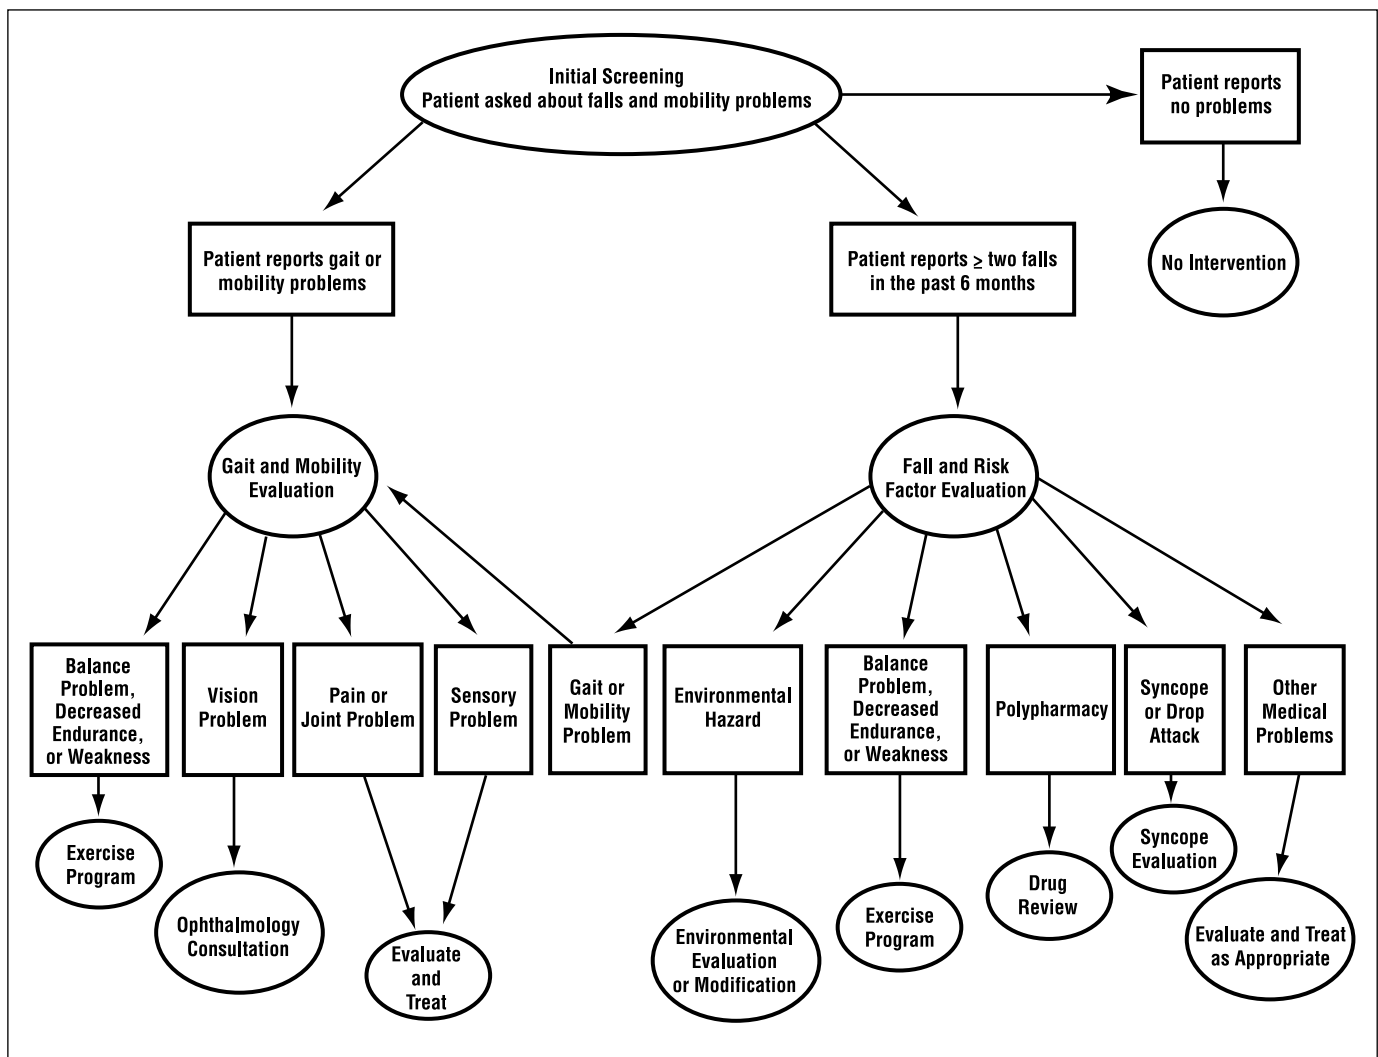 Initial Screening
Patient asked about falls and mobility problems
Patient reports
no problems
Patient reports gait or
mobility problems
Patient reports ≥ two falls
in the past 6 months
No Intervention
Gait and Mobility
Evaluation
Fall and Risk
Factor Evaluation
Balance
Problem,
Decreased
Endurance,
or Weakness
Vision
Problem
Pain or
Joint Problem
Sensory
Problem
Gait or
Mobility
Problem
Environmental
Hazard
Balance
Problem,
Decreased
Endurance,
or Weakness
Polypharmacy
Syncope
or Drop
Attack
Other
Medical
Problems
Exercise
Program
Ophthalmology
Consultation
Evaluate
and
Treat
Environmental
Evaluation
or Modification
Exercise
Program
Drug
Review
Syncope
Evaluation
Evaluate and Treat
as Appropriate